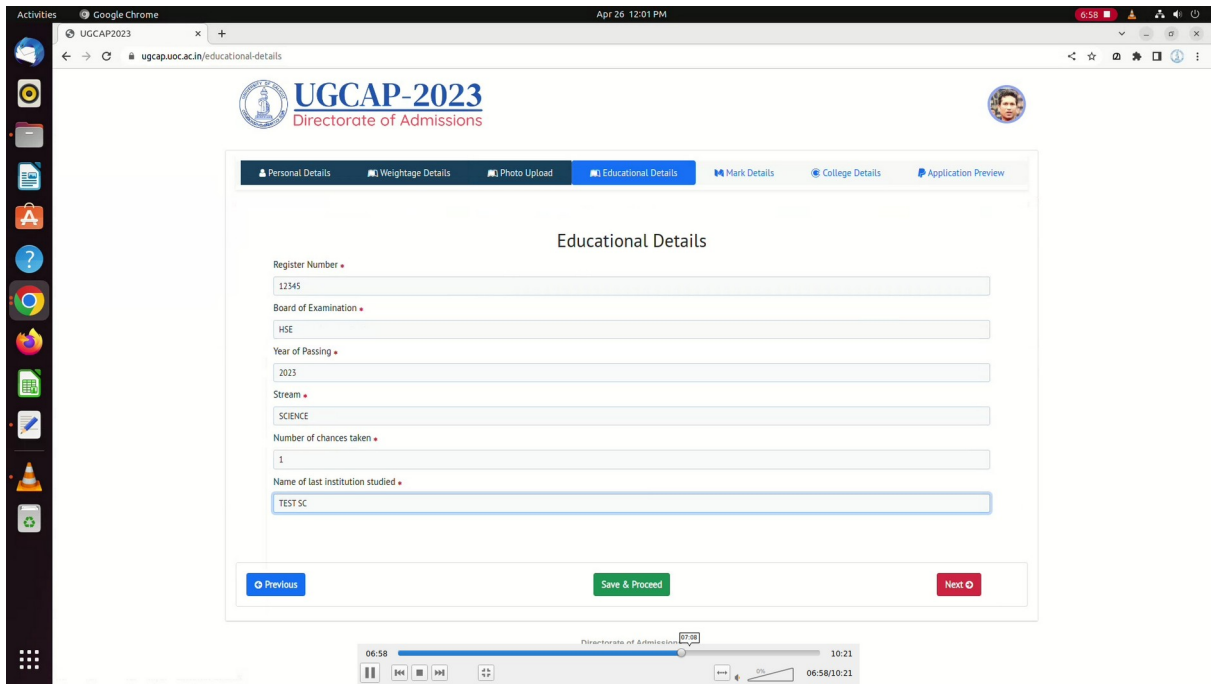 Activities Google Chrome Apr 26 12:01 PM 6:58
UGCAP2023
ugcap.uoc.ac.in/educational-details
UGCAP-2023
Directorate of Admissions
Personal Details Weightage Details Photo Upload Educational Details Mark Details College Details Application Preview
Educational Details
Register Number
12345
Board of Examination
HSE
Year of Passing
2023
Stream
SCIENCE
Number of chances taken
1
Name of last institution studied
TEST SC
Previous Save & Proceed Next
Directorate of Admission 07:08
06:58 10:21
0% 06:58/10:21